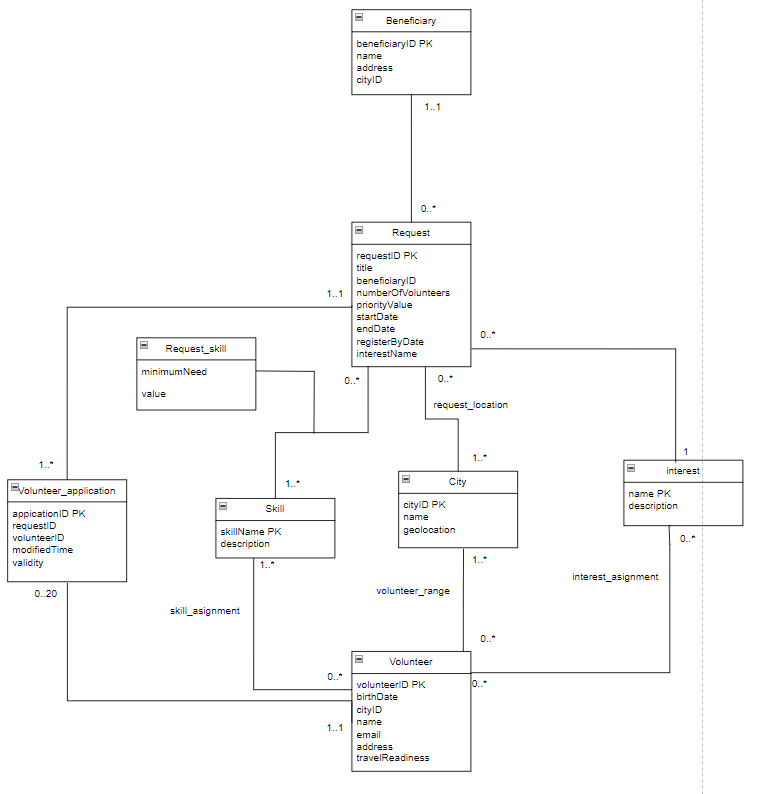 Beneficiary
beneficiaryID PK
name
address
cityID
1..1
0..*
Request
requestID PK
title
beneficiaryID
numberOfVolunteers
priorityValue
startDate
endDate
registerByDate
interestName
1..1
0..*
Request_skill
minimumNeed
value
0..*
0..*
request_location
1..*
1..*
1..*
1
Volunteer_application
appicationID PK
requestID
volunteerID
modifiedTime
validity
Skill
skillName PK
description
City
cityID PK
name
geolocation
interest
name PK
description
0..20
1..*
1..*
0..*
skill_asignment
volunteer_range
interest_asignment
0..*
0..*
0..*
1..1
Volunteer
volunteerID PK
birthDate
cityID
name
email
address
travelReadiness